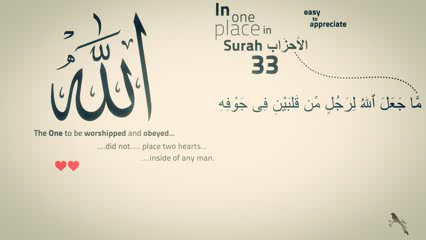 الله
The One to be worshipped and obeyed...
....did not..... place two hearts...
....inside of any man.
In one
place in
Surah الأحزاب
33
easy
to
appreciate
مَّا جَعَلَ ٱللَّهُ لِرَجُلٍ مِّن قَلْبَيْنِ فِى جَوْفِهِ